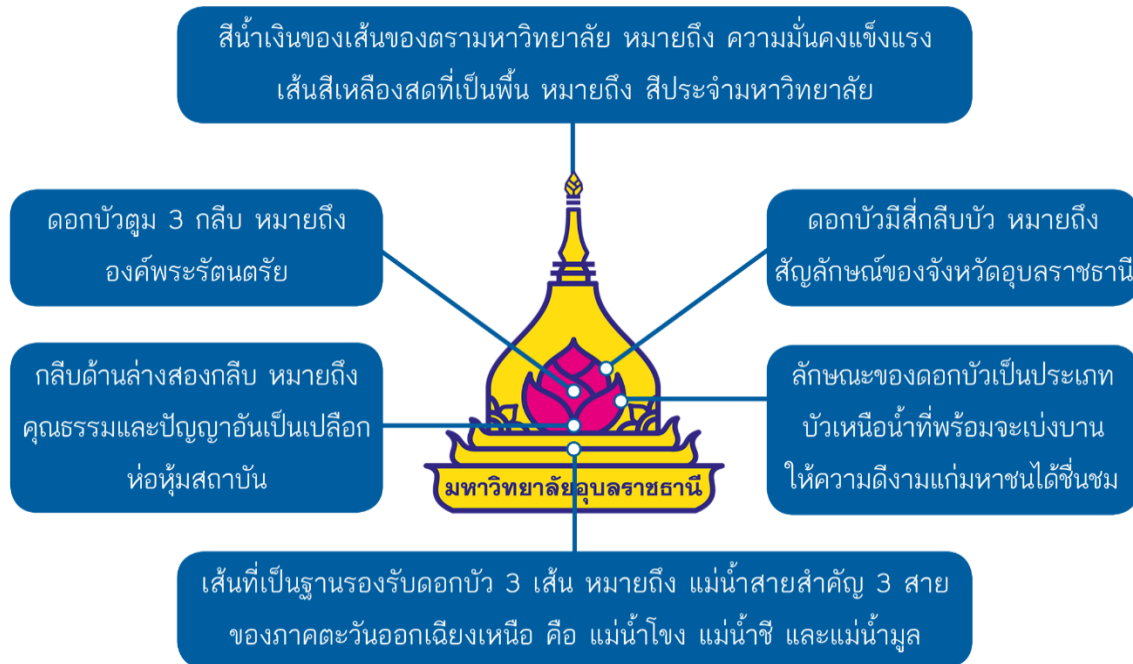 สีน้ำเงินของเส้นของตรามหาวิทยาลัย หมายถึง ความมั่นคงแข็งแรง
เส้นสีเหลืองสดที่เป็นพื้น หมายถึง สีประจำมหาวิทยาลัย
ดอกบัวตูม 3 กลีบ หมายถึง
องค์พระรัตนตรัย
ดอกบัวมีสี่กลีบบัว หมายถึง
สัญลักษณ์ของจังหวัดอุบลราชธานี
กลีบด้านล่างสองกลีบ หมายถึง
คุณธรรมและปัญญาอันเป็นเปลือก
ห่อหุ้มสถาบัน
ลักษณะของดอกบัวเป็นประเภท
บัวเหนือน้ำที่พร้อมจะเบ่งบาน
ให้ความดีงามแก่มหาชนได้ชื่นชม
มหาวิทยาลัยอุบลราชธานี
เส้นที่เป็นฐานรองรับดอกบัว 3 เส้น หมายถึง แม่น้ำสายสำคัญ 3 สาย
ของภาคตะวันออกเฉียงเหนือ คือ แม่น้ำโขง แม่น้ำชี และแม่น้ำมูล